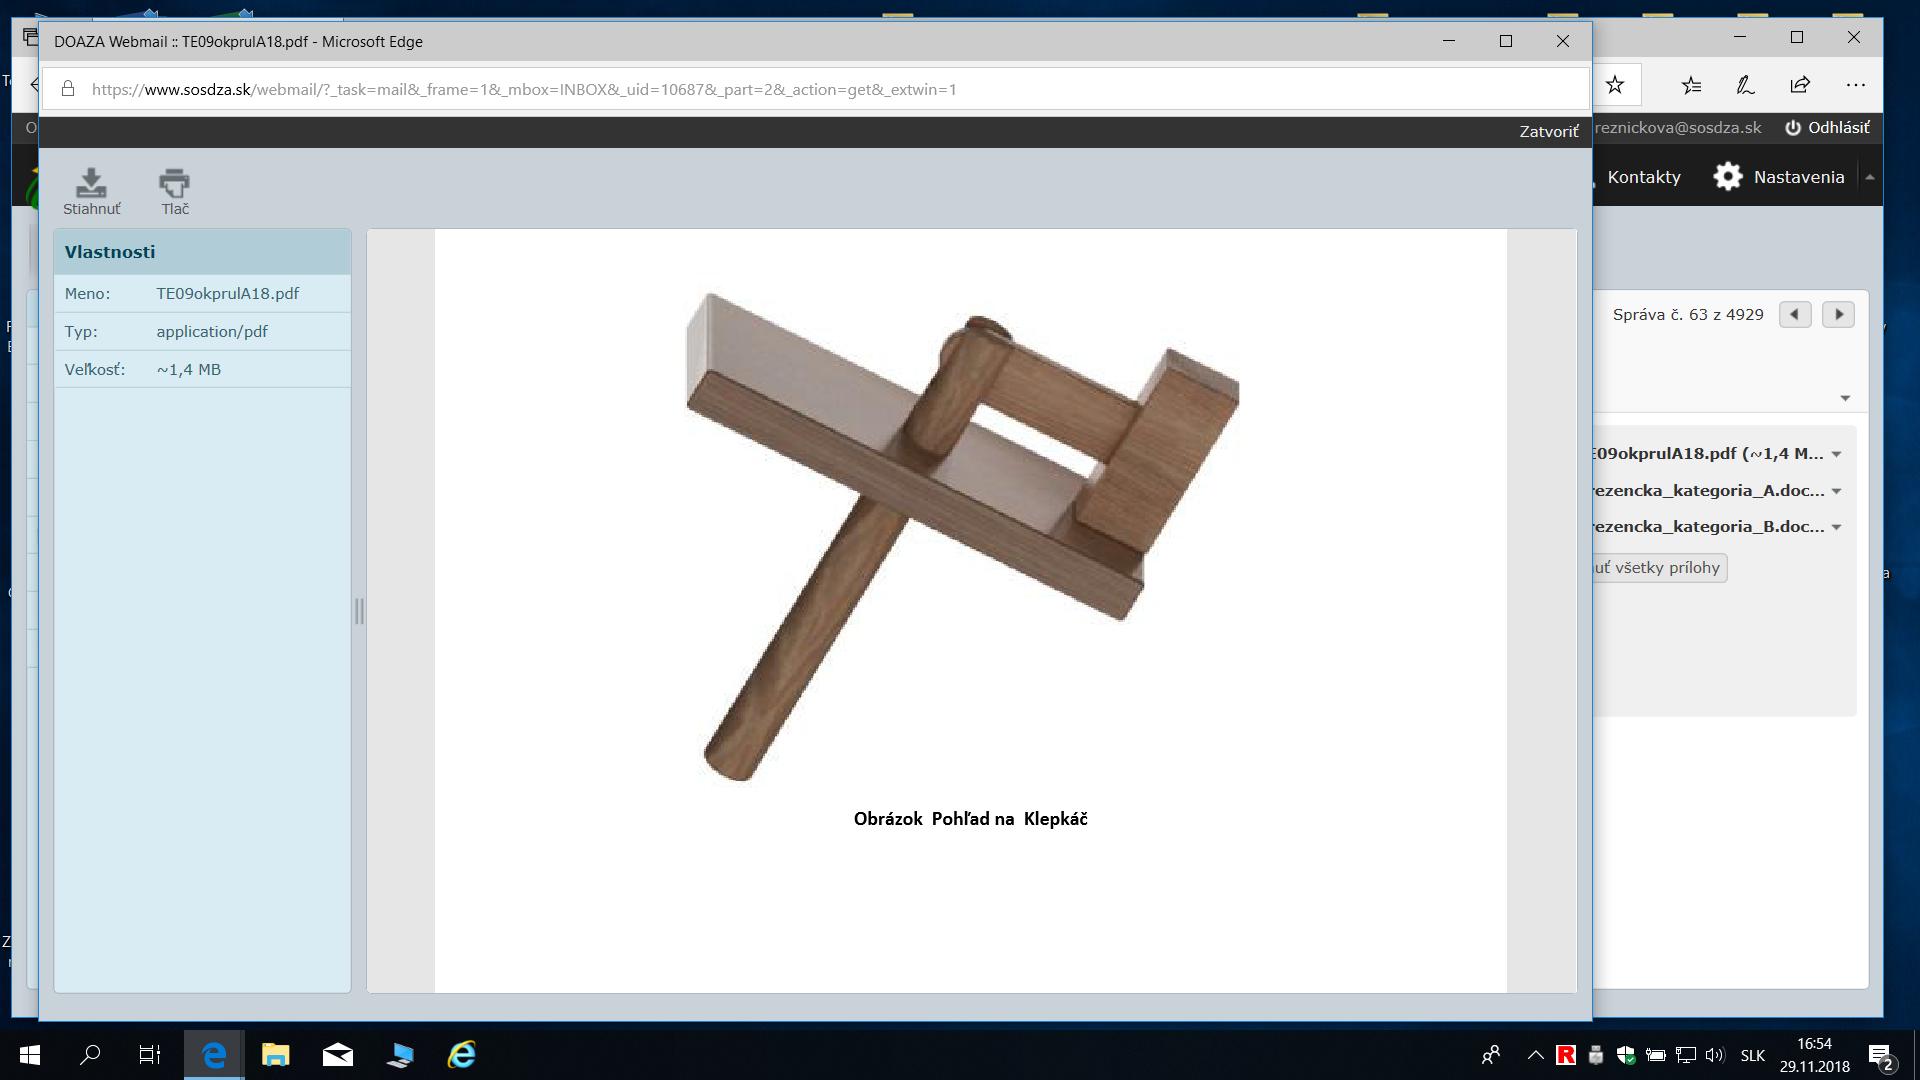 DOAZA Webmail :: TE09okprulA18.pdf - Microsoft Edge
https://www.sosdza.sk/webmail/?_task=mail&_frame=1&_mbox=INBOX&_uid=10687&_part=2&_action=get&_extwin=1
Zatvoriť
reznickova@sosdza.sk
Odhlásiť
Kontakty
Nastavenia
Stiahnuť
Tlač
Vlastnosti
Meno: TE09okprulA18.pdf
Typ: application/pdf
Veľkosť: ~1,4 MB
Správa č. 63 z 4929
E09okprulA18.pdf (~1,4 M...
rezencka_kategoria_A.doc...
rezencka_kategoria_B.doc...
uť všetky prílohy
Obrázok Pohľad na Klepkáč
SLK
16:54
29.11.2018
2